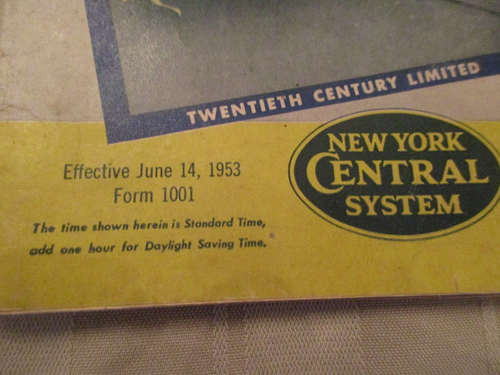 TWENTIETH CENTURY LIMITED
NEW YORK
CENTRAL
SYSTEM
Effective June 14, 1953
Form 1001
The time shown herein is Standard Time,
add one hour for Daylight Saving Time.